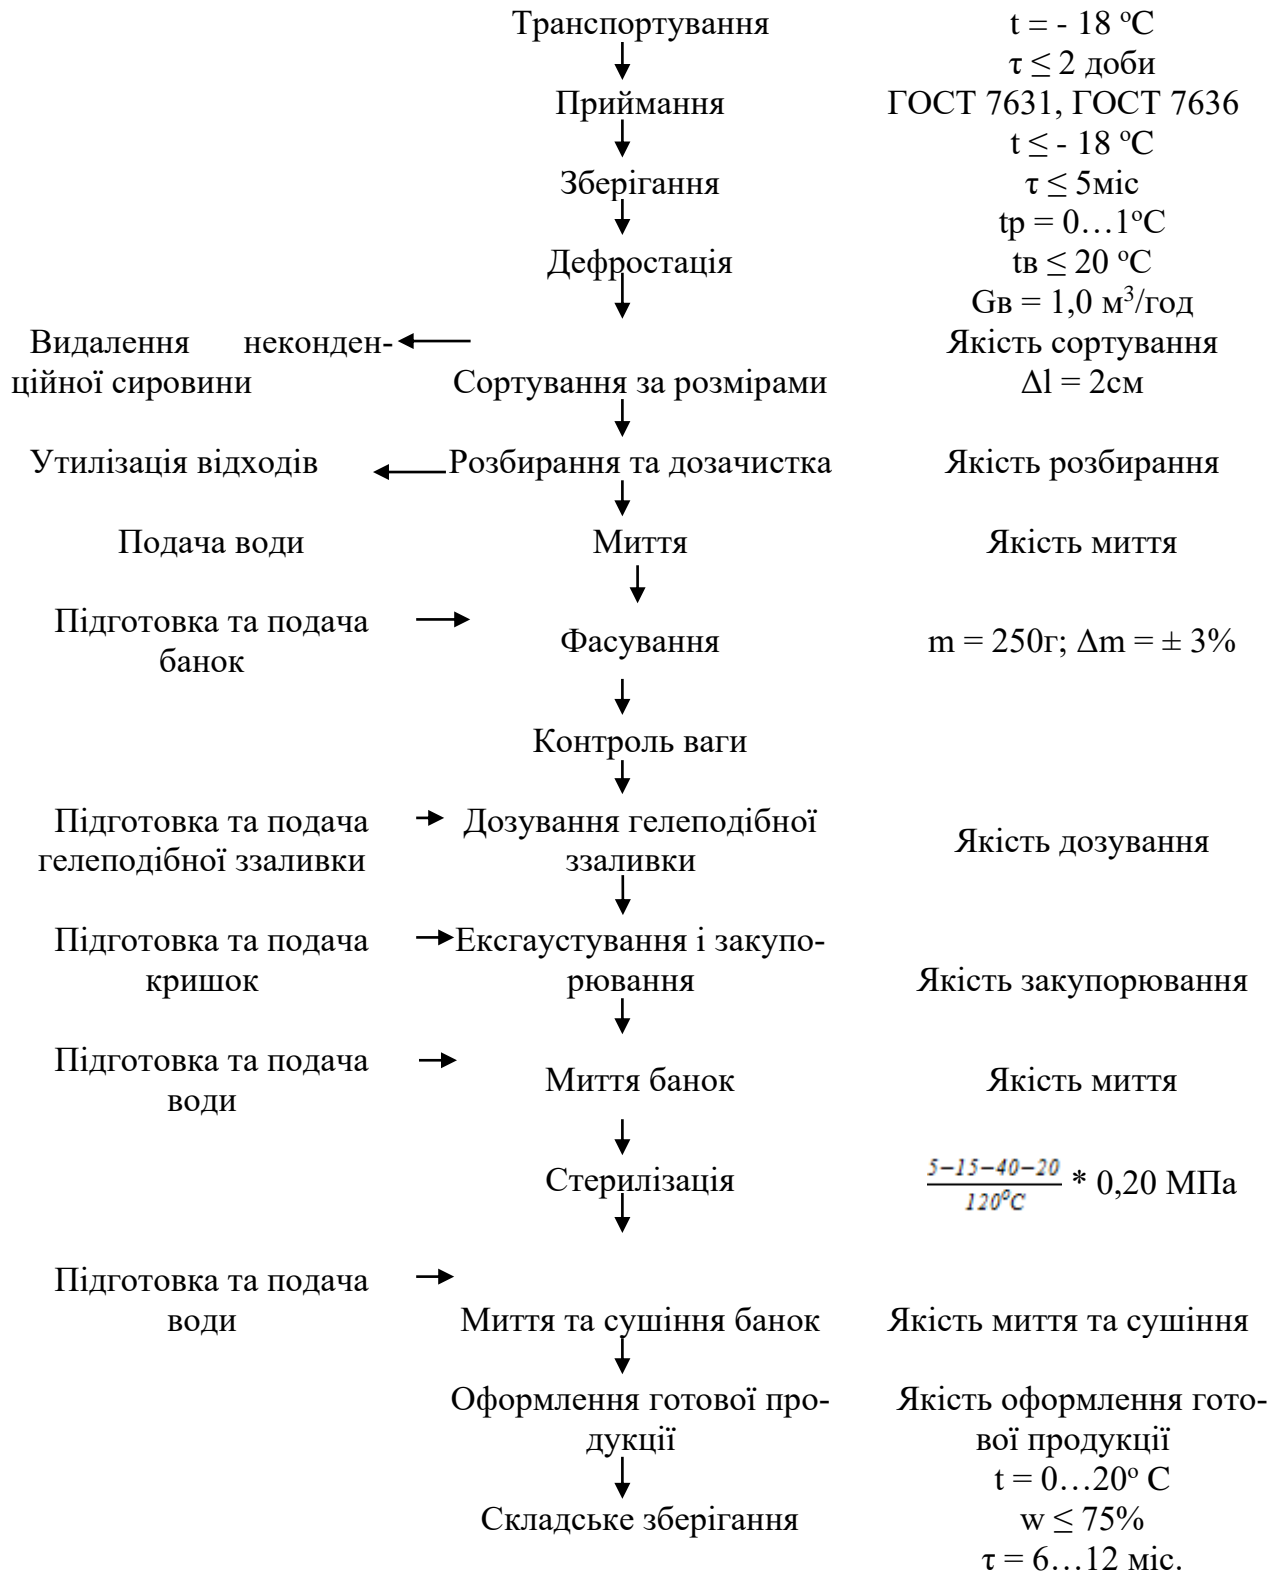 Транспортування t = - 18 ºС
τ ≤ 2 доби
Приймання ГОСТ 7631, ГОСТ 7636
t ≤ - 18 ºС
Зберігання τ ≤ 5міс
tр = 0…1ºС
Дефростація tв ≤ 20 ºС
Gв = 1,0 м³/год
Видалення неконден- Якість сортування
ційної сировини Сортування за розмірами Δl = 2см
Утилізація відходів Розбирання та дозачистка Якість розбирання
Подача води Миття Якість миття
Підготовка та подача
банок Фасування m = 250г; Δm = ± 3%
Контроль ваги
Підготовка та подача Дозування гелеподібної
гелеподібної ззаливки ззаливки Якість дозування
Підготовка та подача Ексгаустування і закупо-
кришок рювання Якість закупорювання
Підготовка та подача
води Миття банок Якість миття
Стерилізація 5−15−40−20/120⁰C * 0,20 МПа
Підготовка та подача
води Миття та сушіння банок Якість миття та сушіння
Оформлення готової про- Якість оформлення гото-
дукції вої продукції
t = 0…20º С
Складське зберігання w ≤ 75%
τ = 6…12 міс.